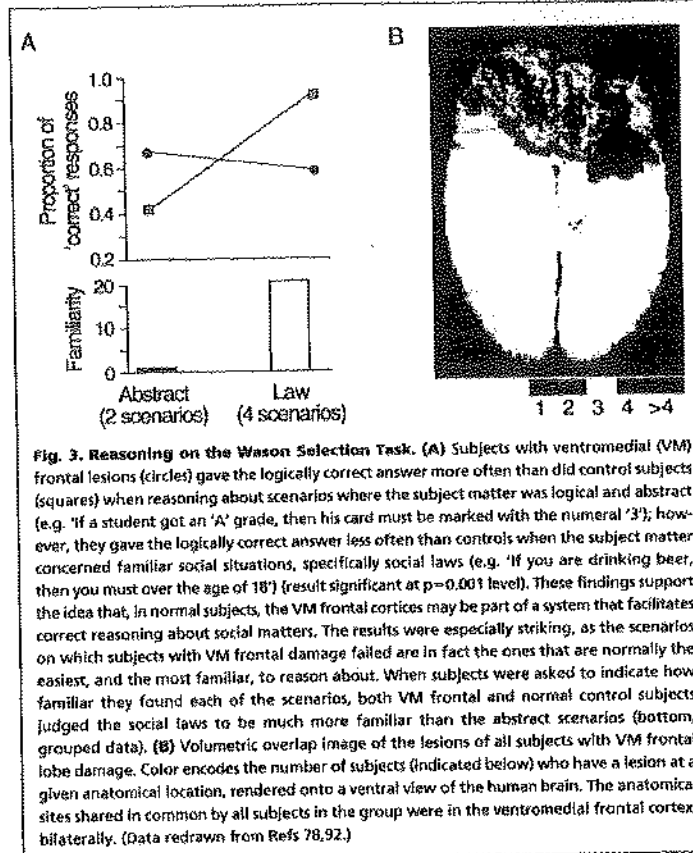 A
B
1.0
0.8
0.6
0.4
0.2
Proportion of
'correct' responses
20
10
0
Familiarity
Abstract
(2 scenarios)
Law
(4 scenarios)
1 2 3 4 >4
Fig. 3. Reasoning on the Wason Selection Task. (A) Subjects with ventromedial (VM)
frontal lesions (circles) gave the logically correct answer more often than did control subjects
(squares) when reasoning about scenarios where the subject matter was logical and abstract
(e.g. 'if a student got an 'A' grade, then his card must be marked with the numeral '3'); how-
ever, they gave the logically correct answer less often than controls when the subject matter
concerned familiar social situations, specifically social laws (e.g. 'If you are drinking beer,
then you must over the age of 18') (result significant at p=0.001 level). These findings support
the idea that, in normal subjects, the VM frontal cortices may be part of a system that facilitates
correct reasoning about social matters. The results were especially striking, as the scenarios
on which subjects with VM frontal damage failed are in fact the ones that are normally the
easiest, and the most familiar, to reason about. When subjects were asked to indicate how
familiar they found each of the scenarios, both VM frontal and normal control subjects
judged the social laws to be much more familiar than the abstract scenarios (bottom,
grouped data). (B) Volumetric overlap image of the lesions of all subjects with VM frontal
lobe damage. Color encodes the number of subjects (indicated below) who have a lesion at a
given anatomical location, rendered onto a ventral view of the human brain. The anatomica
sites shared in common by all subjects in the group were in the ventromedial frontal cortex
bilaterally. (Data redrawn from Refs 78,92.)